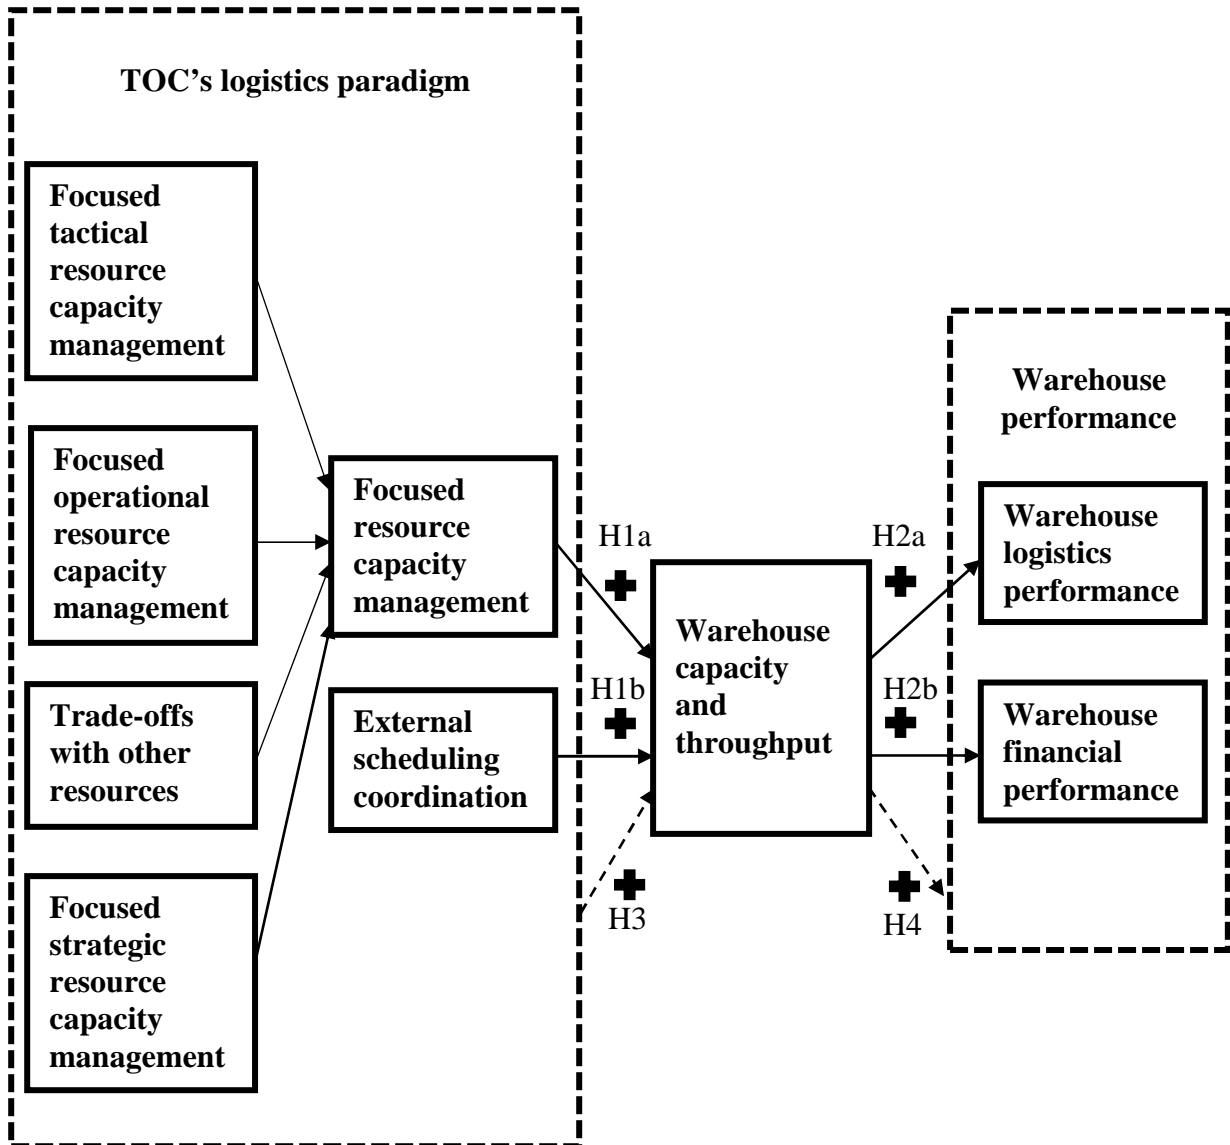 TOC’s logistics paradigm
Focused
tactical
resource
capacity
management
Focused
operational
resource
capacity
management
Trade-offs
with other
resources
Focused
strategic
resource
capacity
management
Focused
resource
capacity
management
External
scheduling
coordination
H1a
H1b
H3
Warehouse
capacity
and
throughput
H2a
H2b
H4
Warehouse
performance
Warehouse
logistics
performance
Warehouse
financial
performance